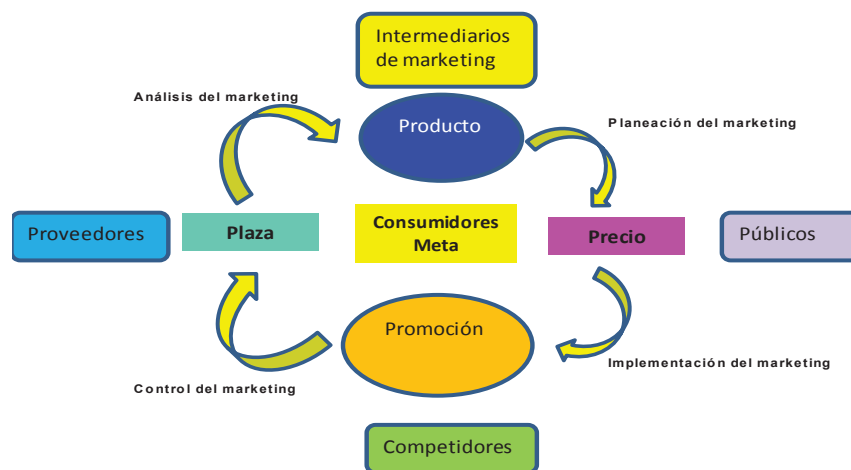 Intermediarios
de marketing
Análisis del marketing
Producto
Planeación del marketing
Proveedores
Plaza
Consumidores
Meta
Precio
Públicos
Promoción
Control del marketing
Implementación del marketing
Competidores